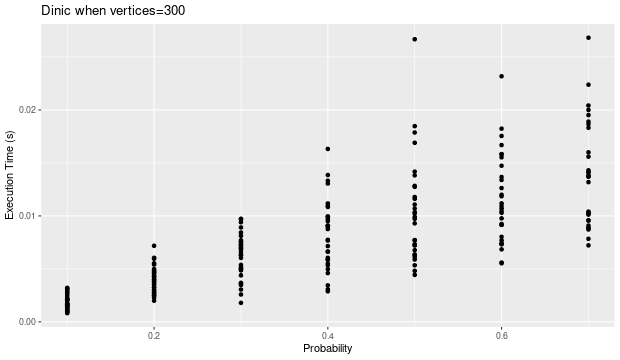 Dinic when vertices=300
Execution Time (s)
0.02
0.01
0.00
0.2 0.4 0.6
Probability